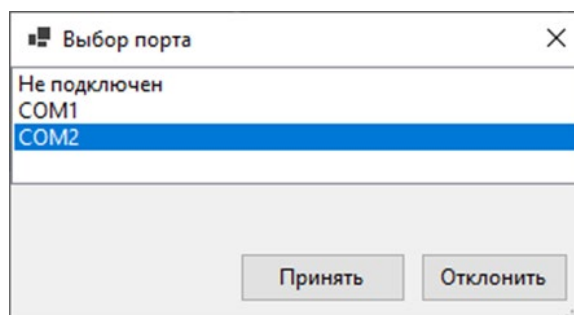 Выбор порта
Не подключен
COM1
COM2
Принять Отклонить